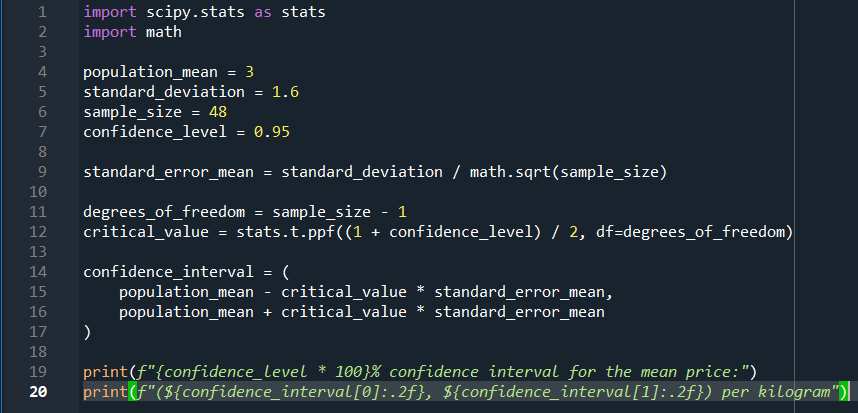 1 import scipy.stats as stats
2 import math
3
4 population_mean = 3
5 standard_deviation = 1.6
6 sample_size = 48
7 confidence_level = 0.95
8
9 standard_error_mean = standard_deviation / math.sqrt(sample_size)
10
11 degrees_of_freedom = sample_size - 1
12 critical_value = stats.t.ppf((1 + confidence_level) / 2, df=degrees_of_freedom)
13
14 confidence_interval = (
15     population_mean - critical_value * standard_error_mean,
16     population_mean + critical_value * standard_error_mean
17 )
18
19 print(f"{confidence_level * 100}% confidence interval for the mean price:")
20 print(f"(${confidence_interval[0]:.2f}, ${confidence_interval[1]:.2f}) per kilogram")